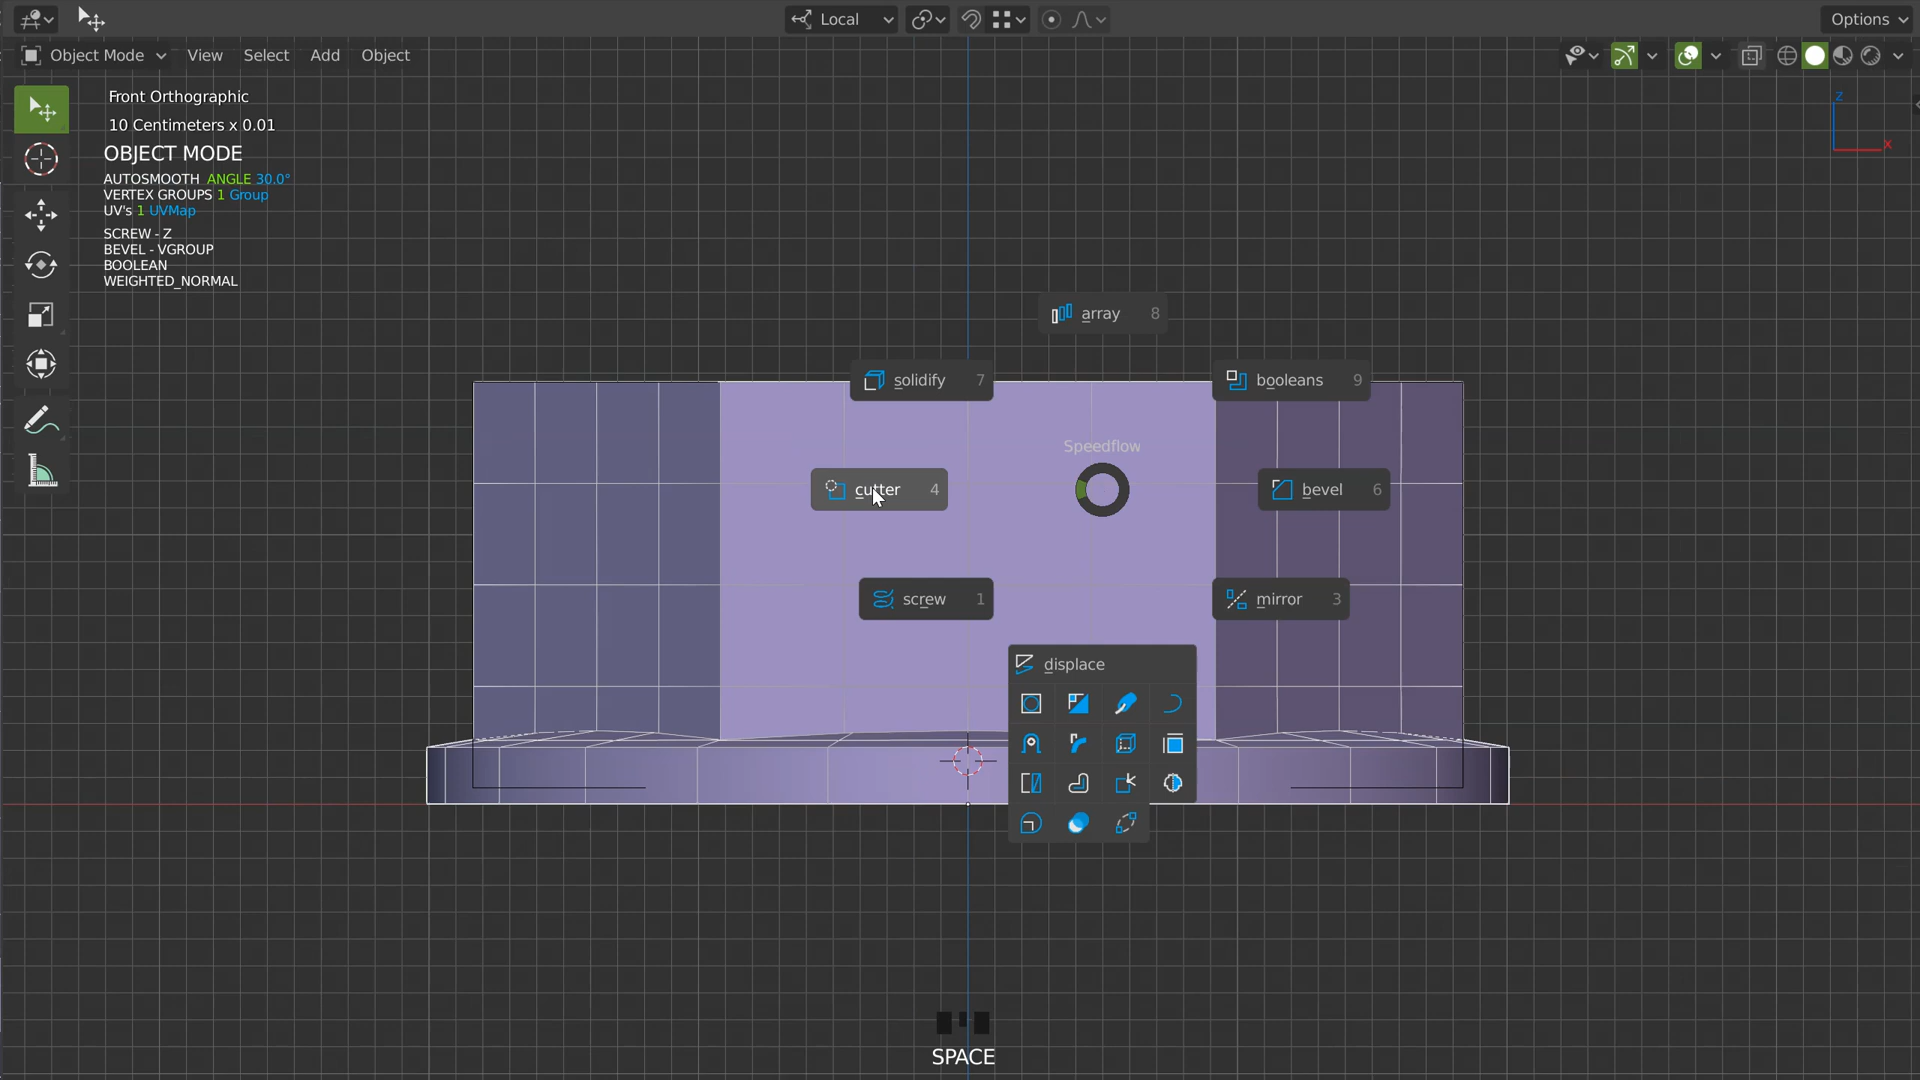 Local
Options
Object Mode View Select Add Object
Front Orthographic
10 Centimeters x 0.01
OBJECT MODE
AUTOSMOOTH ANGLE 30.0°
VERTEX GROUPS 1 Group
UV's 1 UVMap
SCREW - Z
BEVEL - VGROUP
BOOLEAN
WEIGHTED_NORMAL
Z
X
array 8
solidify 7
booleans 9
Speedflow
cutter 4
bevel 6
screw 1
mirror 3
displace
SPACE